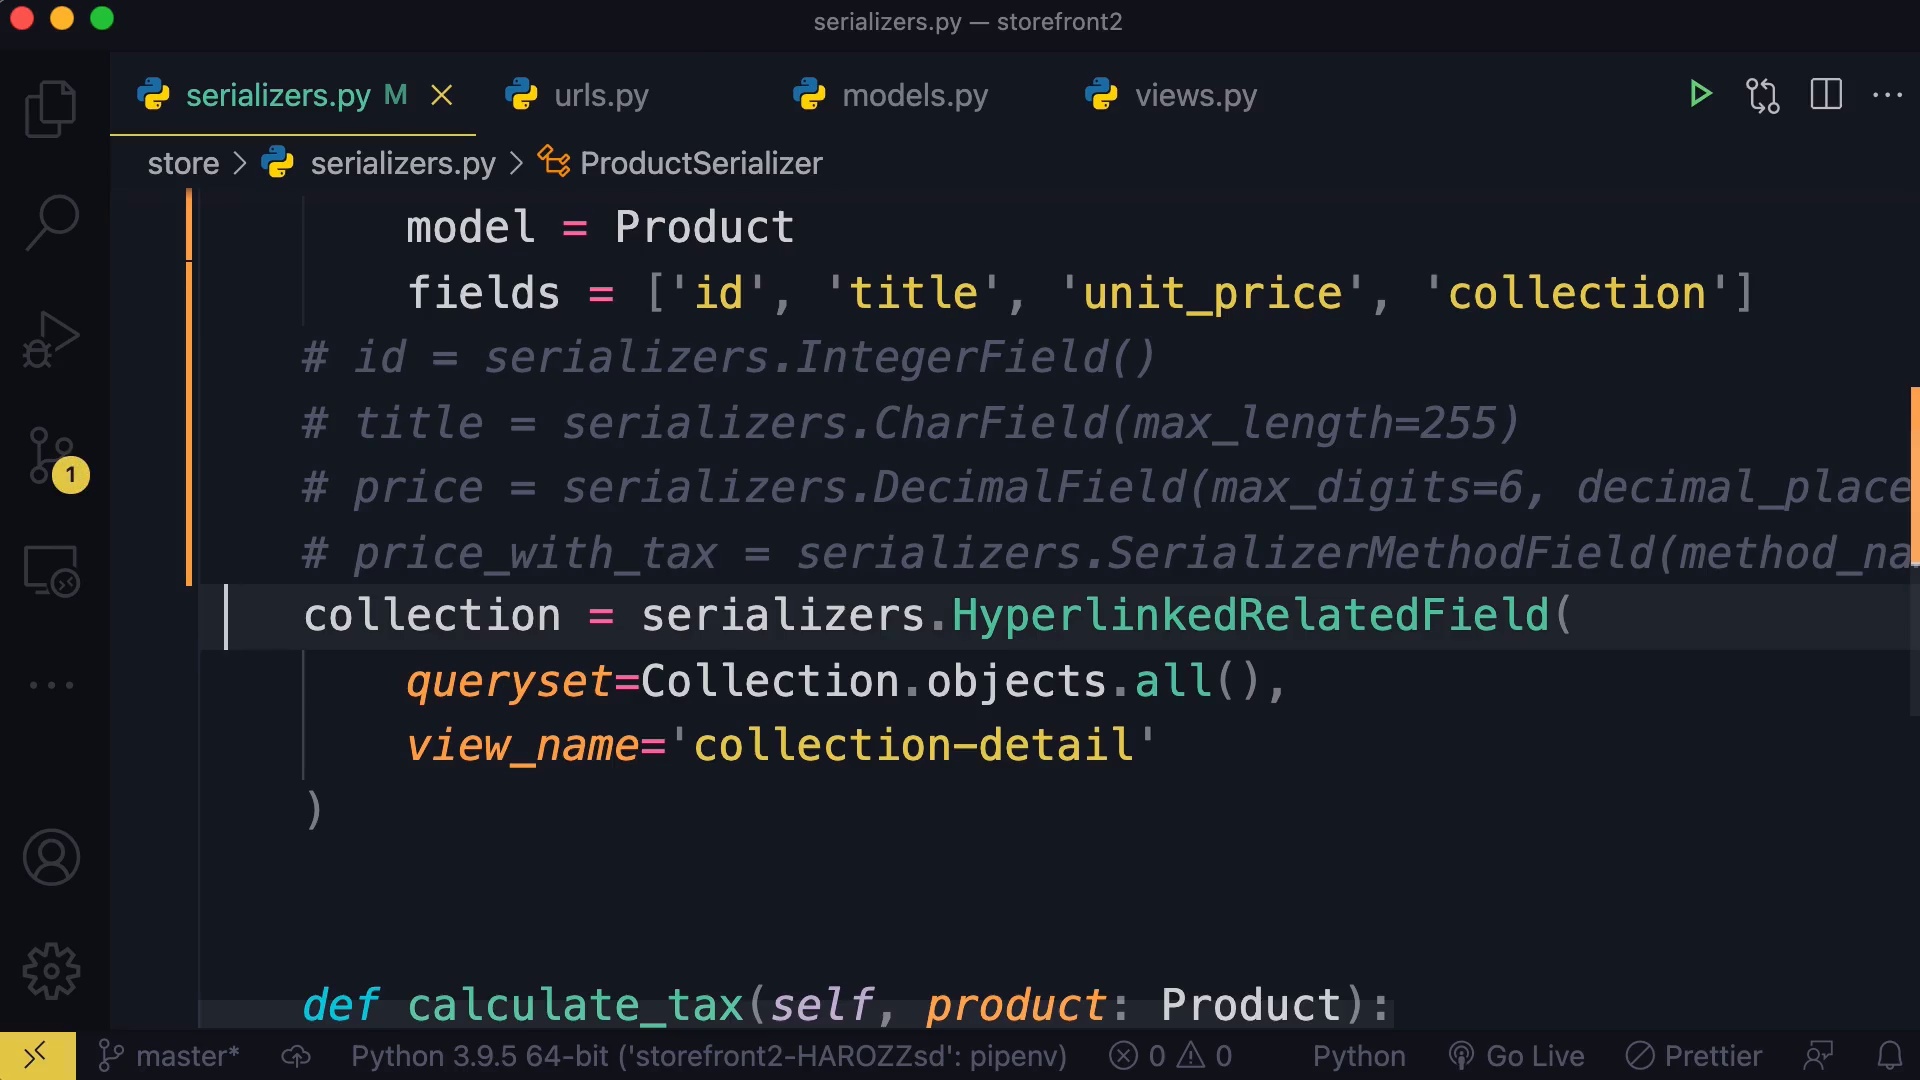 serializers.py — storefront2
serializers.py M
urls.py
models.py
views.py
store > serializers.py > ProductSerializer
model = Product
fields = ['id', 'title', 'unit_price', 'collection']
# id = serializers.IntegerField()
# title = serializers.CharField(max_length=255)
# price = serializers.DecimalField(max_digits=6, decimal_place
# price_with_tax = serializers.SerializerMethodField(method_na
collection = serializers.HyperlinkedRelatedField(
queryset=Collection.objects.all(),
view_name='collection-detail'
)
def calculate_tax(self, product: Product):
1
master*
Python 3.9.5 64-bit ('storefront2-HAROZZsd': pipenv)
0
0
Python
Go Live
Prettier